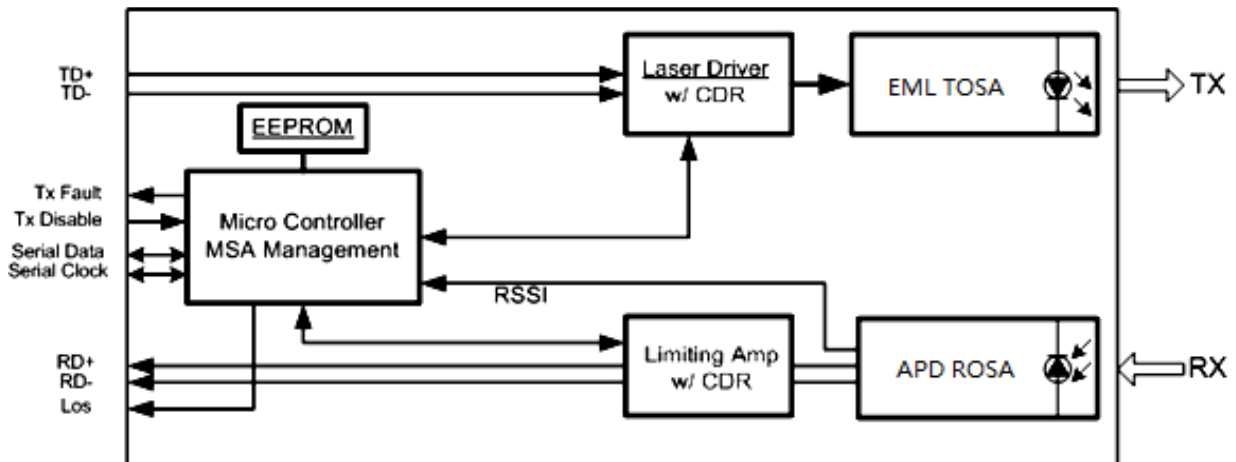 TD+
TD-
Laser Driver
w/ CDR
EML TOSA
TX
EEPROM
Tx Fault
Tx Disable
Serial Data
Serial Clock
Micro Controller
MSA Management
RSSI
RD+
RD-
Los
Limiting Amp
w/ CDR
APD ROSA
RX